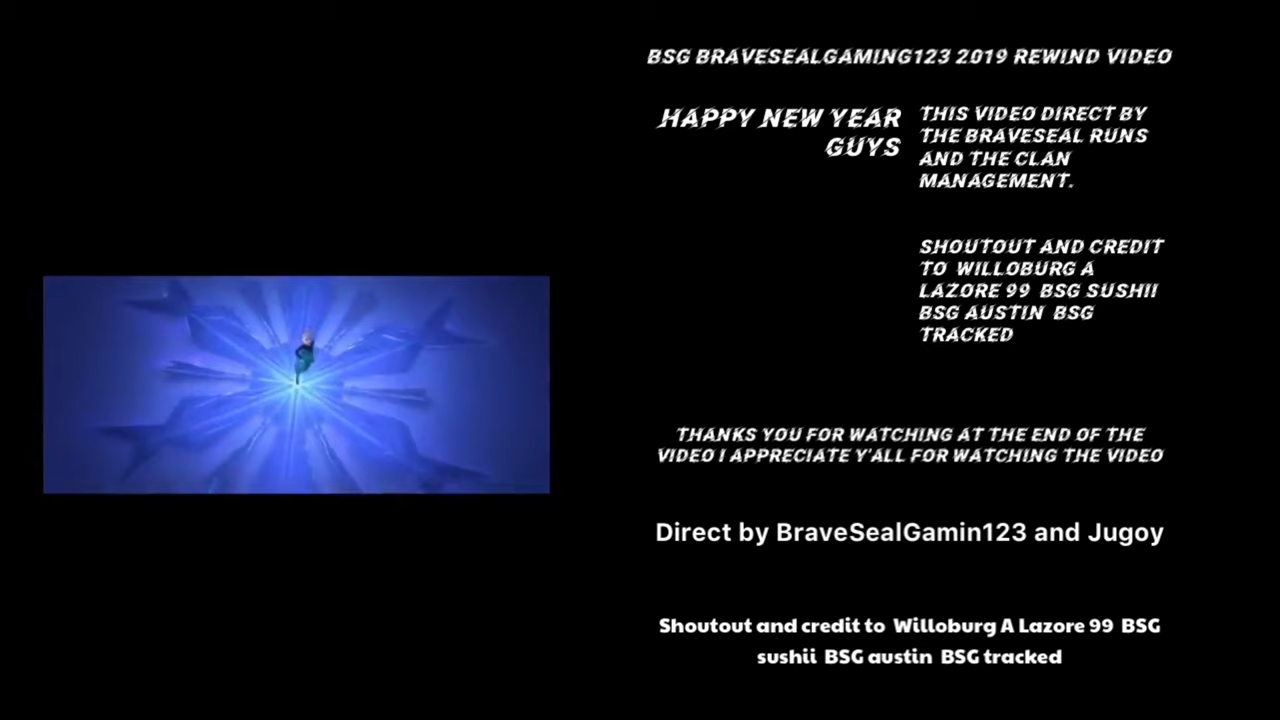 BSG BRAVESEALGAMING123 2019 REWIND VIDEO
HAPPY NEW YEAR
GUYS
THIS VIDEO DIRECT BY
THE BRAVESEAL RUNS
AND THE CLAN
MANAGEMENT.
SHOUTOUT AND CREDIT
TO WILLOBURG A
LAZORE 99 BSG SUSHII
BSG AUSTIN BSG
TRACKED
THANKS YOU FOR WATCHING AT THE END OF THE
VIDEO I APPRECIATE Y'ALL FOR WATCHING THE VIDEO
Direct by BraveSealGamin123 and Jugoy
Shoutout and credit to Willoburg A Lazore 99 BSG
sushii BSG austin BSG tracked